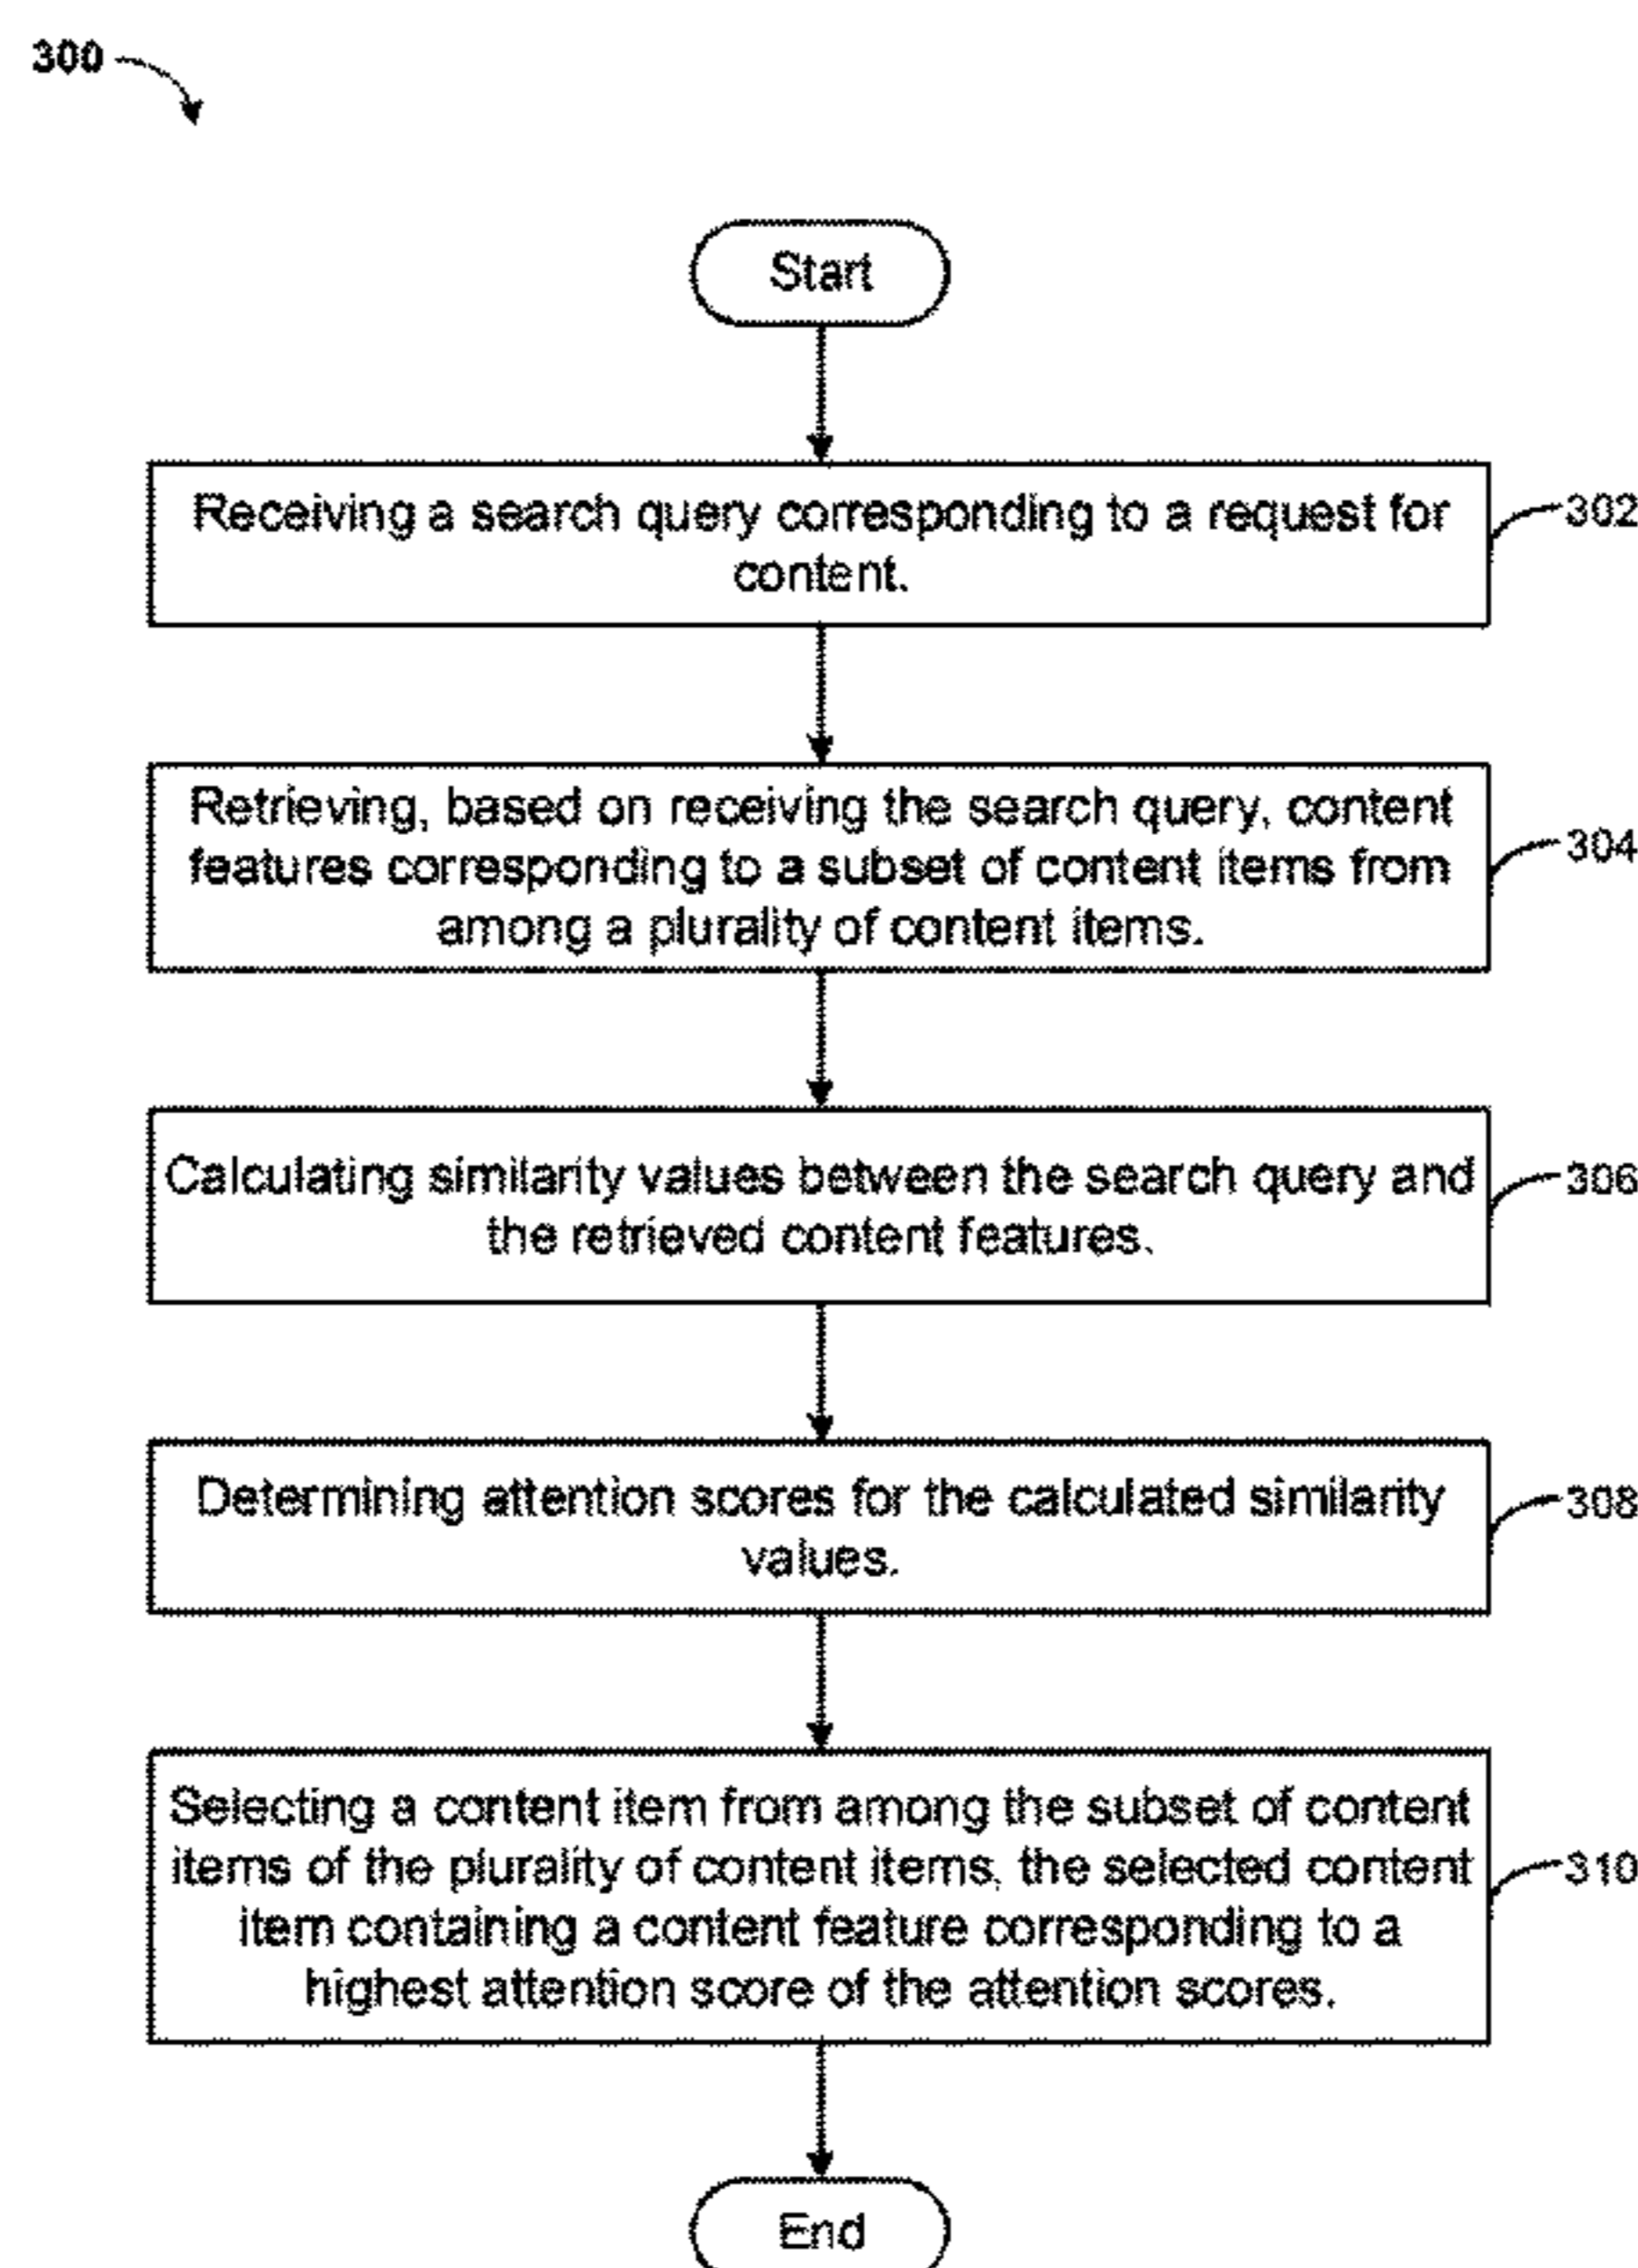 300
Start
Receiving a search query corresponding to a request for
content.
302
Retrieving, based on receiving the search query, content
features corresponding to a subset of content items from
among a plurality of content items.
304
Calculating similarity values between the search query and
the retrieved content features.
306
Determining attention scores for the calculated similarity
values.
308
Selecting a content item from among the subset of content
items of the plurality of content items, the selected content
item containing a content feature corresponding to a
highest attention score of the attention scores.
310
End